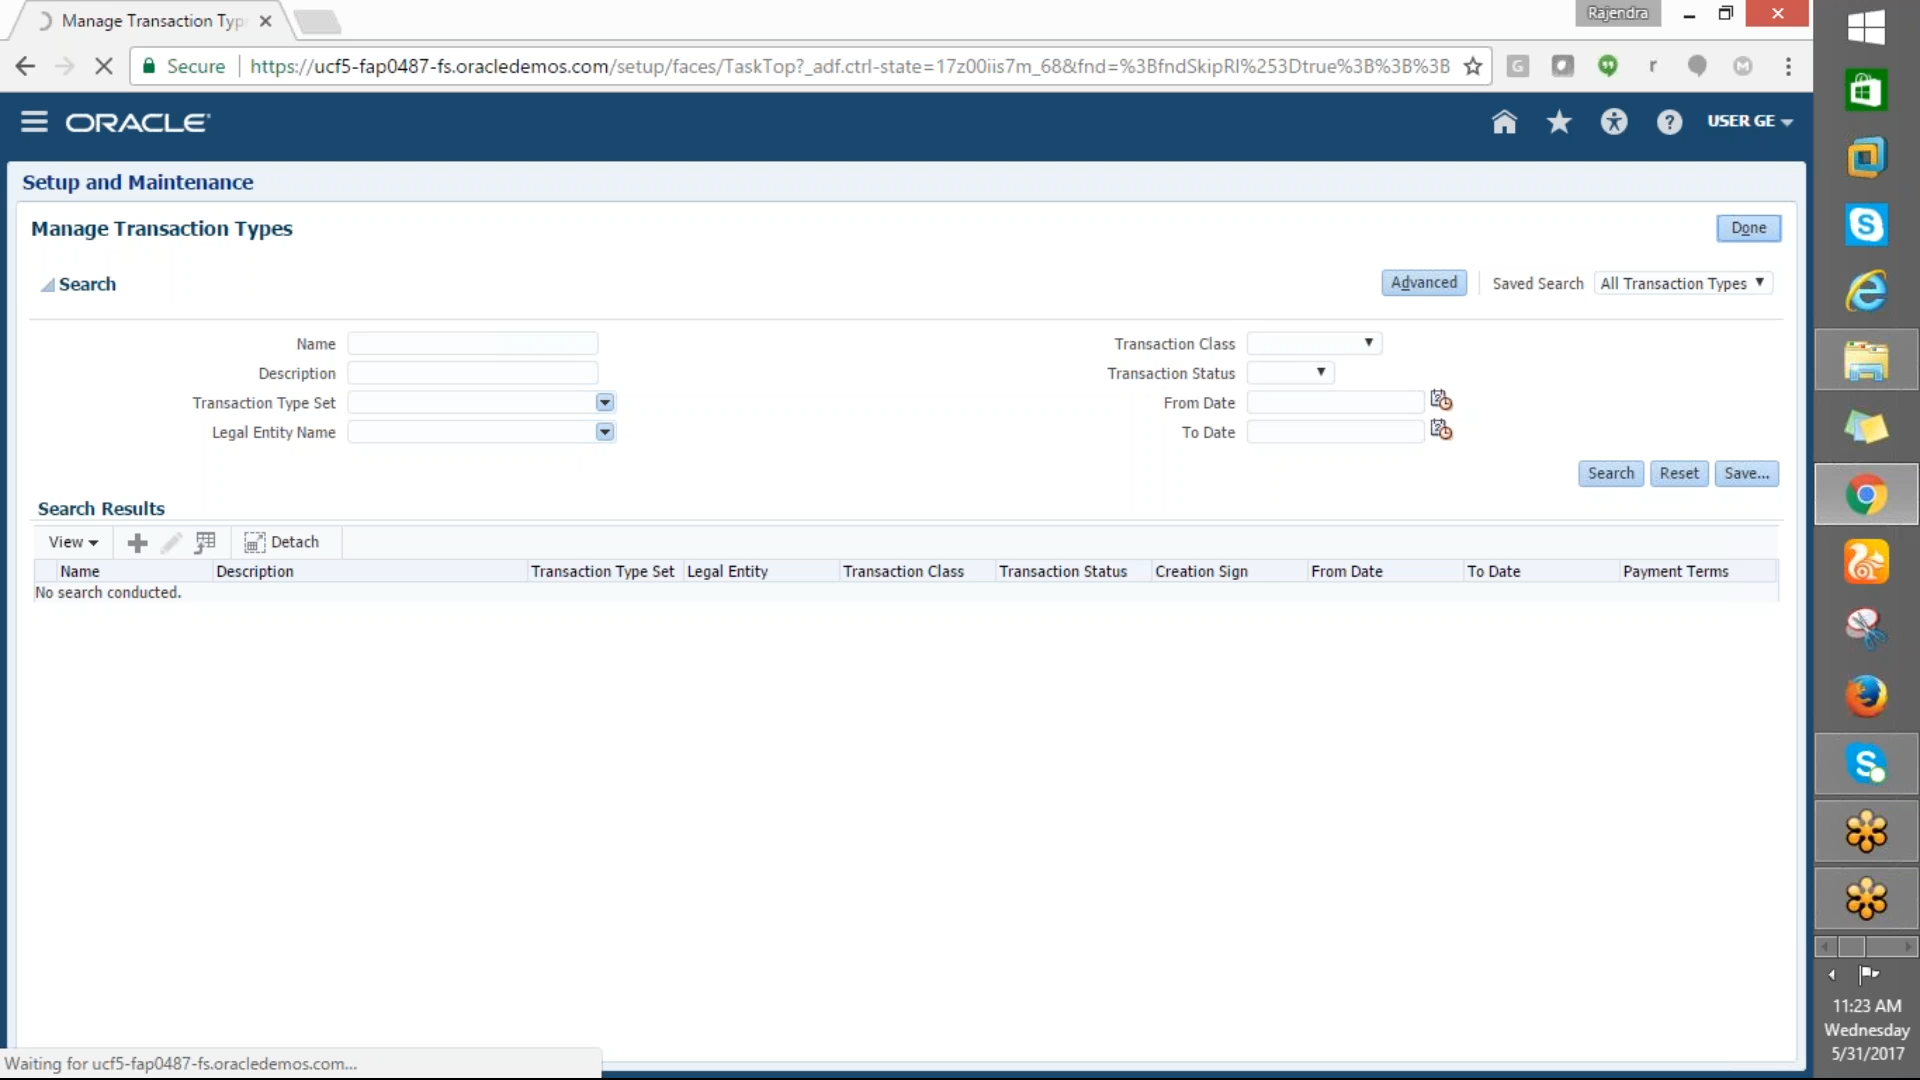 Manage Transaction Typ
Rajendra
Secure
https://ucf5-fap0487-fs.oracledemos.com/setup/faces/TaskTop?_adf.ctrl-state=17z00iis7m_68&fnd=%3BfndSkipRI%253Dtrue%3B%3B%3B
ORACLE
USER GE
Setup and Maintenance
Manage Transaction Types
Done
Search
Advanced
Saved Search
All Transaction Types
Name
Transaction Class
Description
Transaction Status
Transaction Type Set
From Date
Legal Entity Name
To Date
Search
Reset
Save...
Search Results
View
Detach
Name Description Transaction Type Set Legal Entity Transaction Class Transaction Status Creation Sign From Date To Date Payment Terms
No search conducted.
11:23 AM
Wednesday
5/31/2017
Waiting for ucf5-fap0487-fs.oracledemos.com...